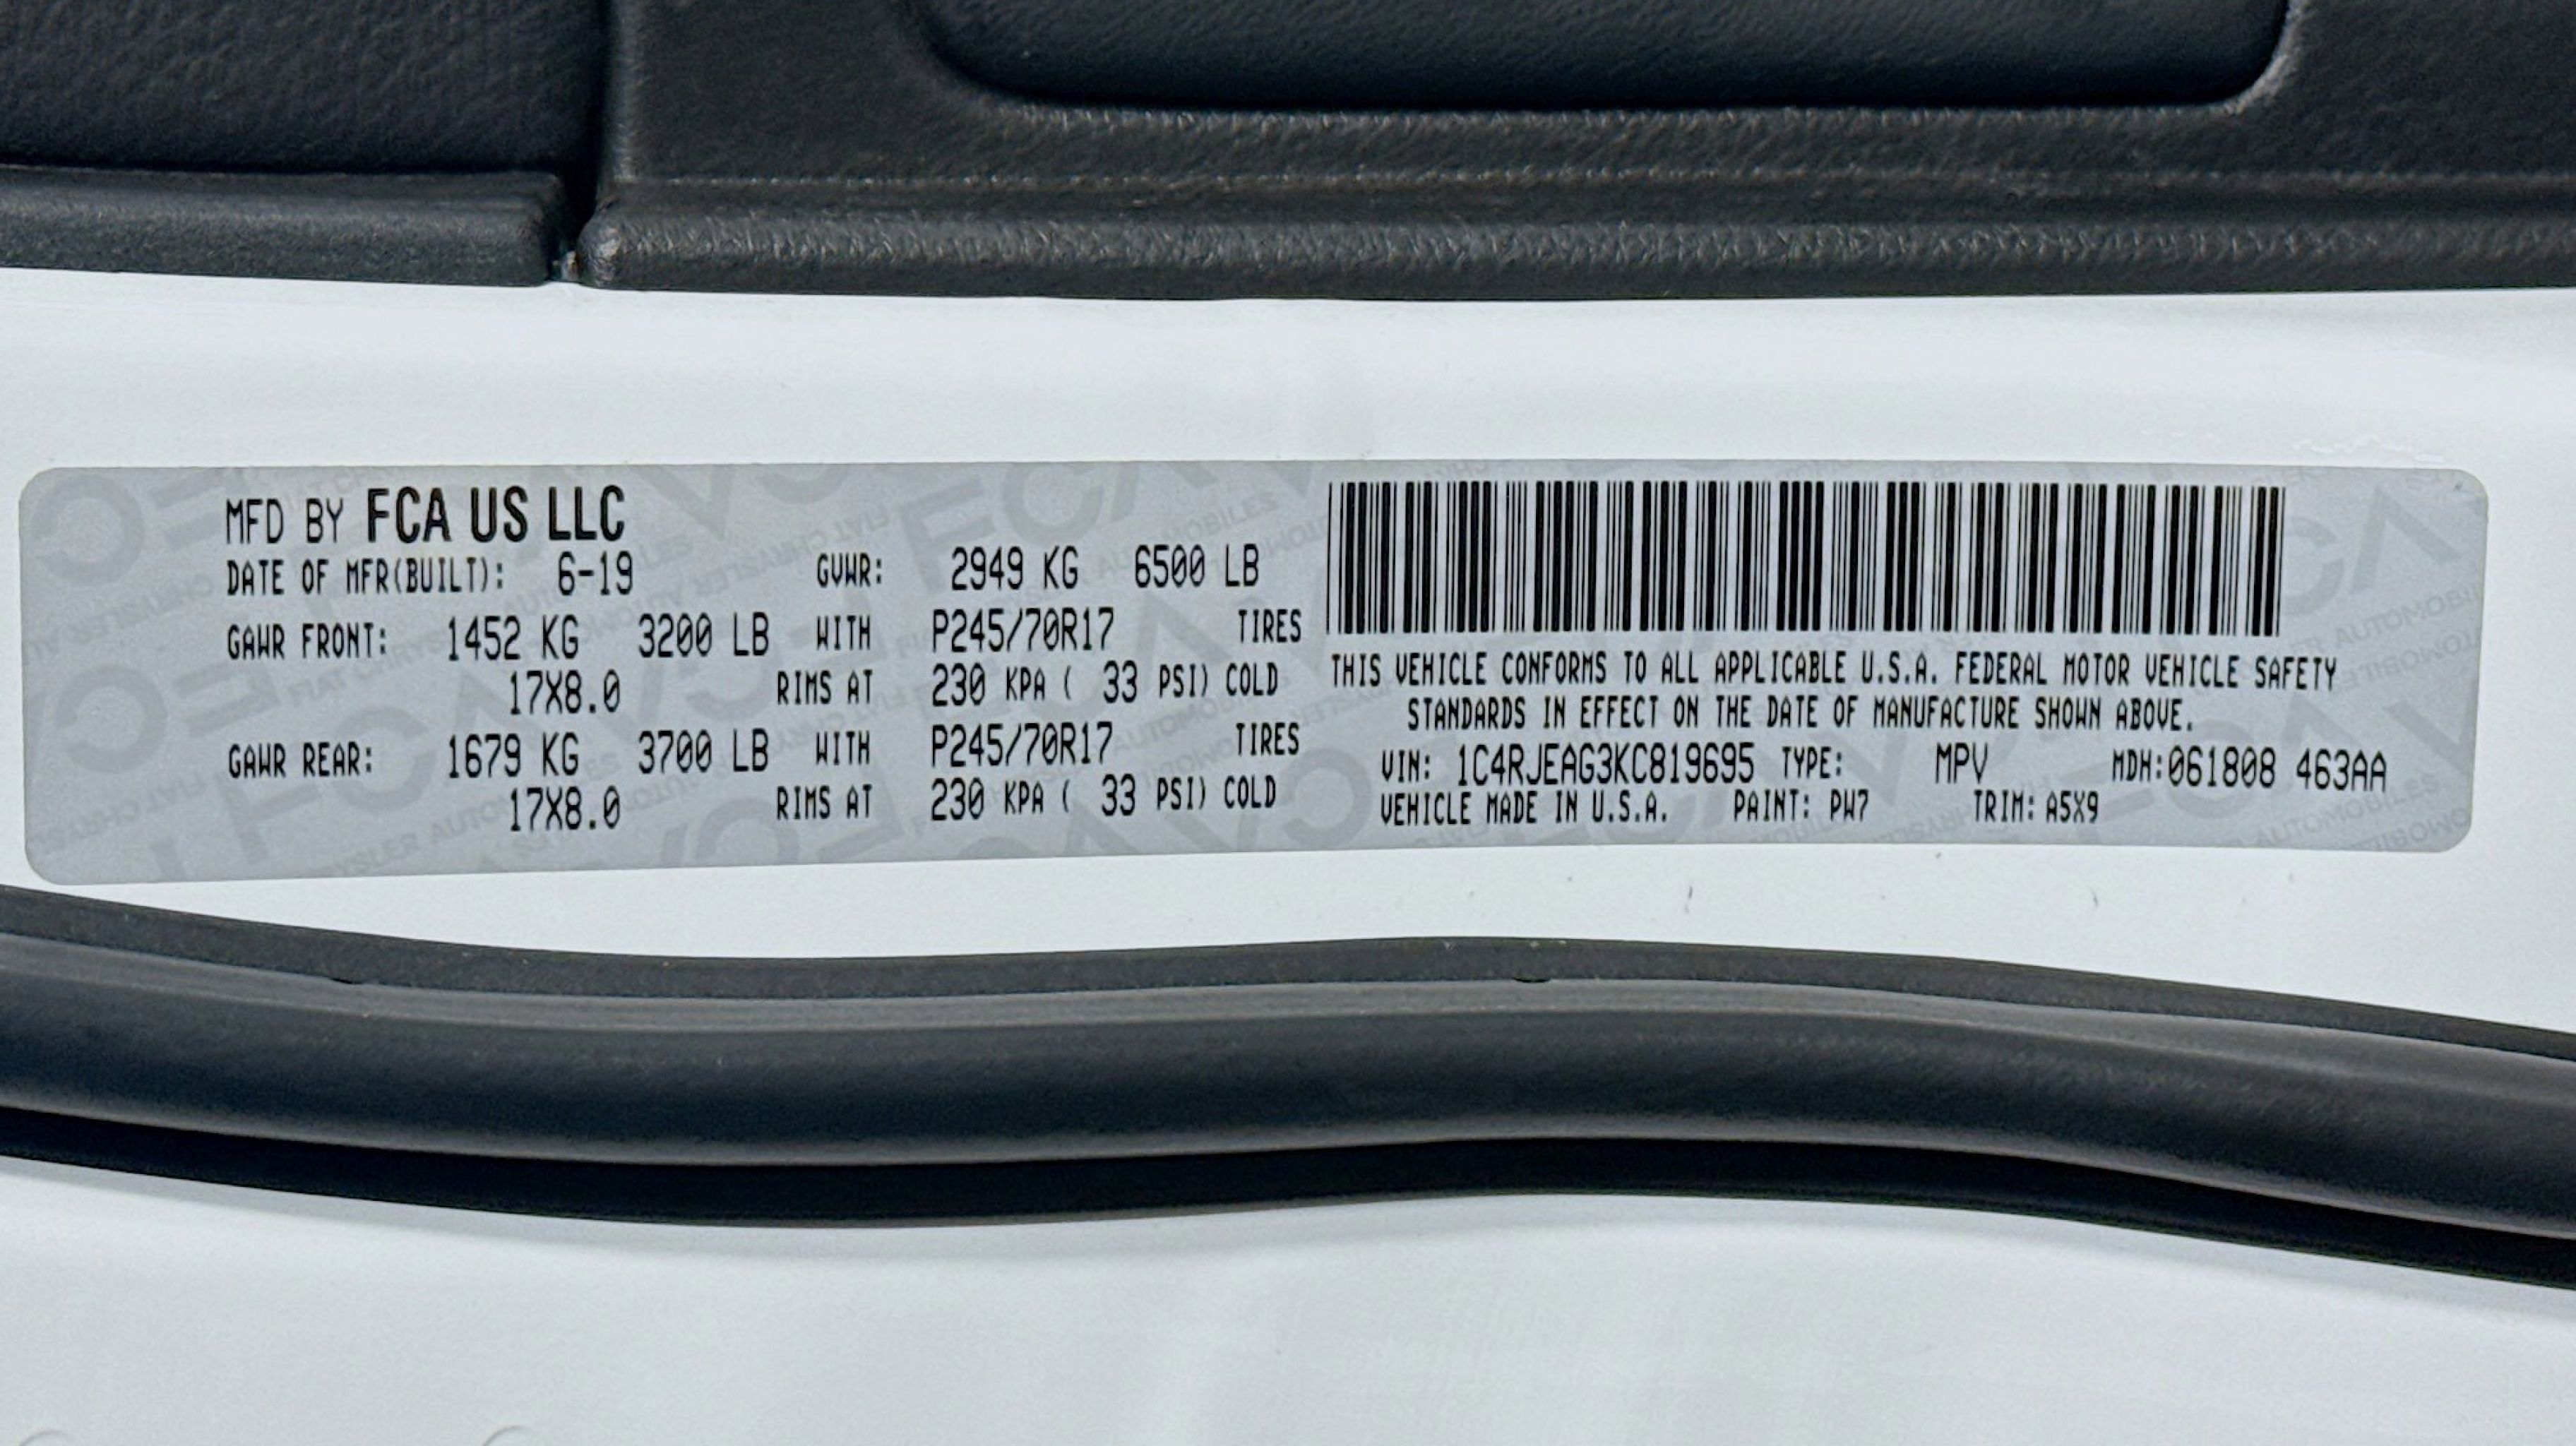 MFD BY FCA US LLC
DATE OF MFR(BUILT): 6-19 GVWR: 2949 KG 6500 LB
GAWR FRONT: 1452 KG 3200 LB WITH P245/70R17 TIRES
17X8.0 RIMS AT 230 KPA ( 33 PSI) COLD
GAWR REAR: 1679 KG 3700 LB WITH P245/70R17 TIRES
17X8.0 RIMS AT 230 KPA ( 33 PSI) COLD
THIS VEHICLE CONFORMS TO ALL APPLICABLE U.S.A. FEDERAL MOTOR VEHICLE SAFETY
STANDARDS IN EFFECT ON THE DATE OF MANUFACTURE SHOWN ABOVE.
VIN: 1C4RJEAG3KC819695 TYPE: MPV MDH:061808 463AA
VEHICLE MADE IN U.S.A. PAINT: PW7 TRIM: A5X9